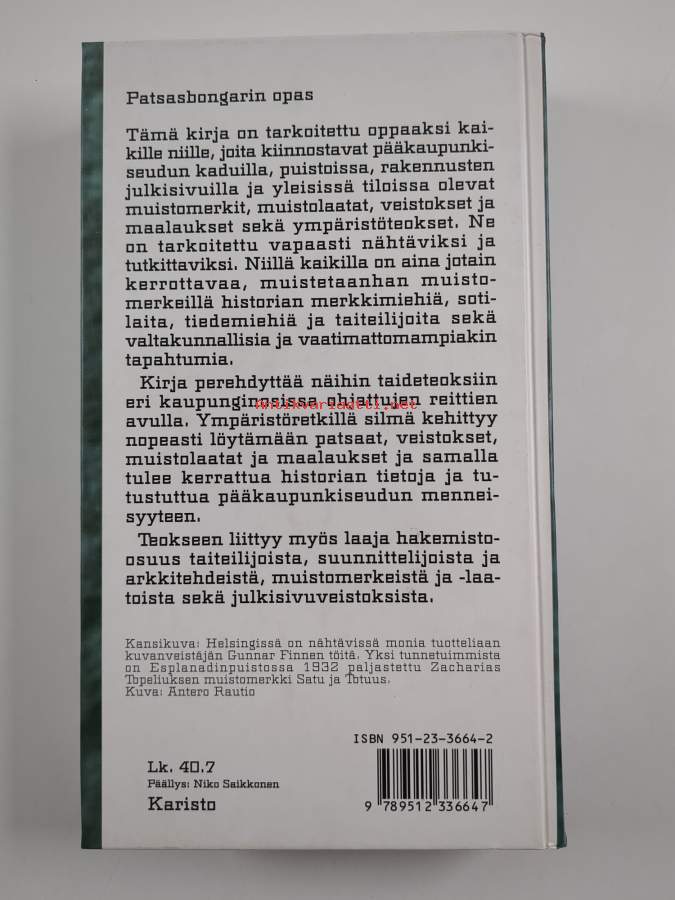 Patsasbongarin opas
Tämä kirja on tarkoitettu oppaaksi kai-
kille niille, joita kiinnostavat pääkaupunki-
seudun kaduilla, puistoissa, rakennusten
julkisivuilla ja yleisissä tiloissa olevat
muistomerkit, muistolaatat, veistokset ja
maalaukset sekä ympäristöteokset. Ne
on tarkoitettu vapaasti nähtäviksi ja
tutkittaviksi. Niillä kaikilla on aina jotain
kerrottavaa, muistetaanhan muisto-
merkeillä historian merkkimiehiä, soti-
laita, tiedemiehiä ja taiteilijoita sekä
valtakunnallisia ja vaatimattomampiakin
tapahtumia.
Kirja perehdyttää näihin taideteoksiin
eri kaupunginosissa ohjattujen reittien
Antikvariaatti.net
avulla. Ympäristöretkillä silmä kehittyy
nopeasti löytämään patsaat, veistokset,
muistolaatat ja maalaukset ja samalla
tulee kerrattua historian tietoja ja tu-
tustuttua pääkaupunkiseudun mennei-
syyteen.
Teokseen liittyy myös laaja hakemisto-
osuus taiteilijoista, suunnittelijoista ja
arkkitehdeistä, muistomerkeistä ja -laa-
toista sekä julkisivuveistoksista.
Kansikuva: Helsingissä on nähtävissä monia tuotteliaan
kuvanveistäjän Gunnar Finnen töitä. Yksi tunnetuimmista
on Esplanadinpuistossa 1932 paljastettu Zacharias
Topeliuksen muistomerkki Satu ja Totuus.
Kuva: Antero Rautio
ISBN 951-23-3664-2
Lk. 40.7
Päällys: Niko Saikkonen
Karisto
9 789512 336647